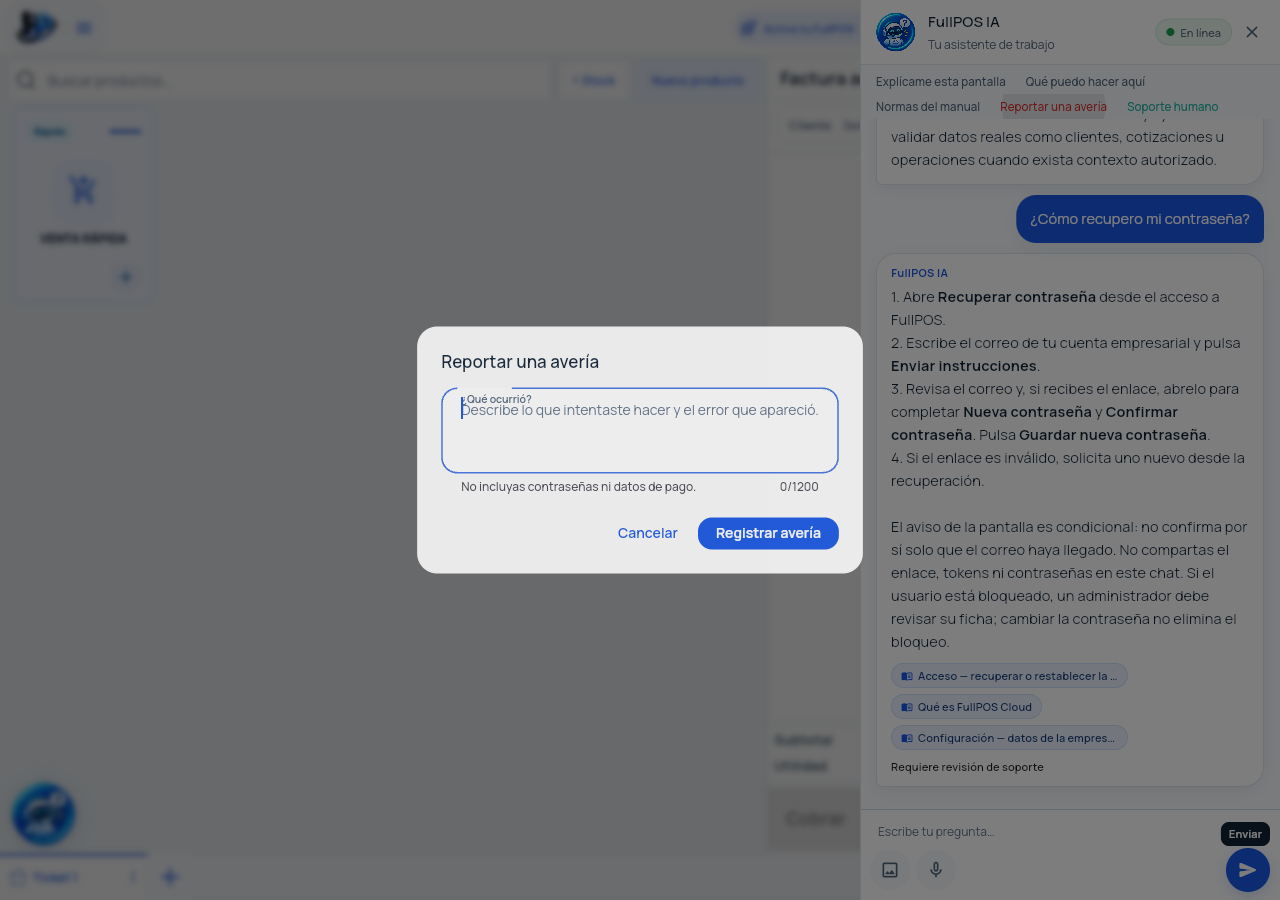 FullPOS IA
Tu asistente de trabajo
En línea
Explícame esta pantalla
Qué puedo hacer aquí
Normas del manual
Reportar una avería
Soporte humano
validar datos reales como clientes, cotizaciones u
operaciones cuando exista contexto autorizado.
¿Cómo recupero mi contraseña?
FullPOS IA
1. Abre Recuperar contraseña desde el acceso a
FullPOS.
2. Escribe el correo de tu cuenta empresarial y pulsa
Enviar instrucciones.
3. Revisa el correo y, si recibes el enlace, ábrelo para
completar Nueva contraseña y Confirmar
contraseña. Pulsa Guardar nueva contraseña.
4. Si el enlace es inválido, solicita uno nuevo desde la
recuperación.
El aviso de la pantalla es condicional: no confirma por
sí solo que el correo haya llegado. No compartas el
enlace, tokens ni contraseñas en este chat. Si el
usuario está bloqueado, un administrador debe
revisar su ficha; cambiar la contraseña no elimina el
bloqueo.
Acceso — recuperar o restablecer la ...
Qué es FullPOS Cloud
Configuración — datos de la empres...
Requiere revisión de soporte
Escribe tu pregunta...
Enviar
Reportar una avería
¿Qué ocurrió?
Describe lo que intentaste hacer y el error que apareció.
No incluyas contraseñas ni datos de pago.
0/1200
Cancelar
Registrar avería
Buscar productos...
Nuevo producto
Factura
Cliente
VENTA RÁPIDA
Subtotal
Utilidad
Cobrar
Ticket 1